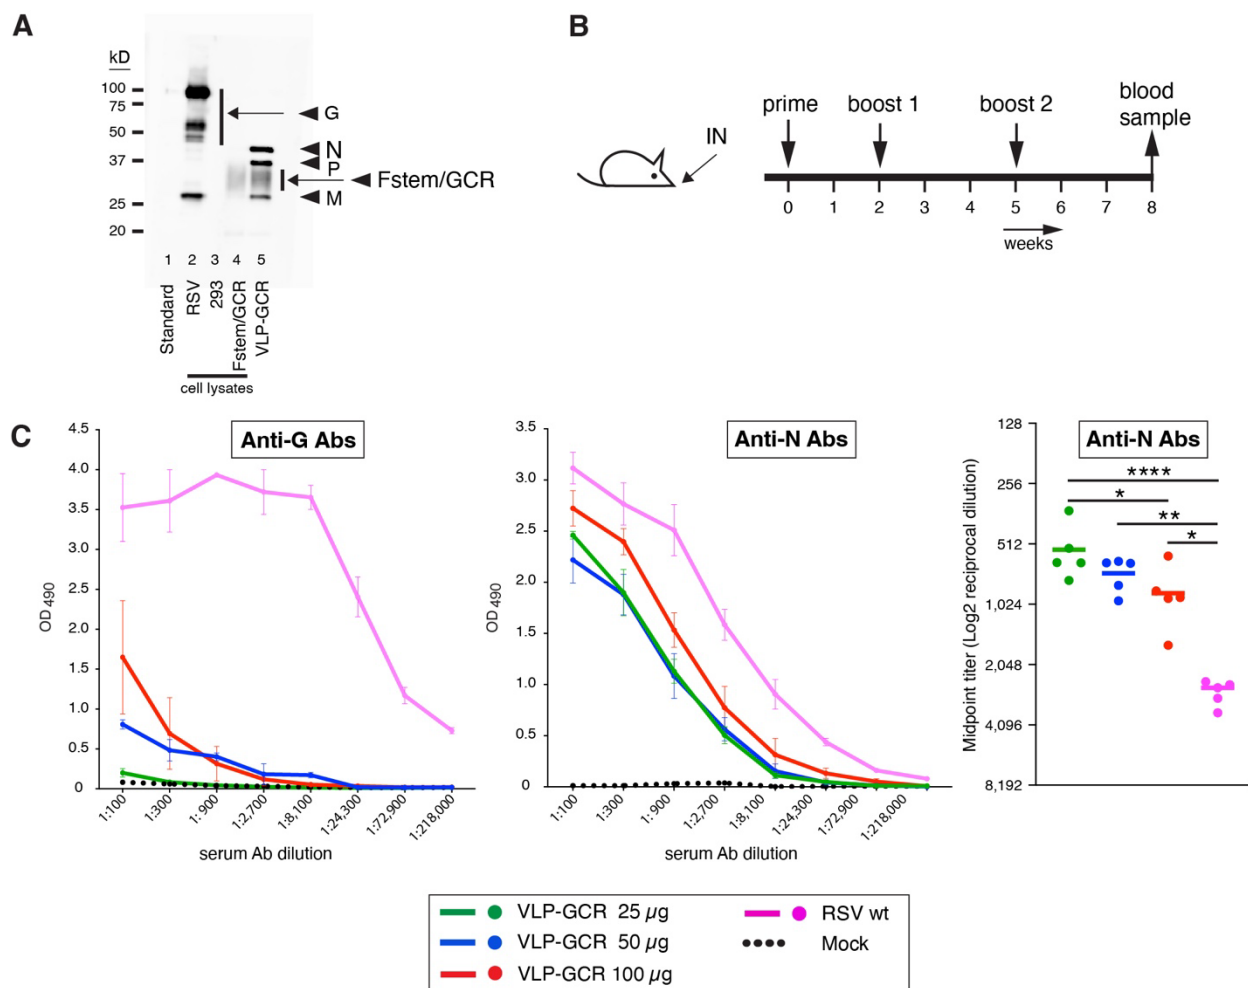 A
kD
100
75
50
37
25
20
G
N
P
Fstem/GCR
M
1 2 3 4 5
Standard
RSV
293
Fstem/GCR
VLP-GCR
cell lysates
B
IN
prime
boost 1
boost 2
blood
sample
0 1 2 3 4 5 6 7 8
weeks
C
Anti-G Abs
OD490
4.5
4.0
3.5
3.0
2.5
2.0
1.5
1.0
0.5
0
1:100 1:300 1:900 1:2,700 1:8,100 1:24,300 1:72,900 1:218,000
serum Ab dilution
Anti-N Abs
OD490
3.5
3.0
2.5
2.0
1.5
1.0
0.5
0
1:100 1:300 1:900 1:2,700 1:8,100 1:24,300 1:72,900 1:218,000
serum Ab dilution
Anti-N Abs
Midpoint titer (Log2 reciprocal dilution)
128
256
512
1,024
2,048
4,096
8,192
****
*
**
*
VLP-GCR 25 µg
VLP-GCR 50 µg
VLP-GCR 100 µg
RSV wt
Mock